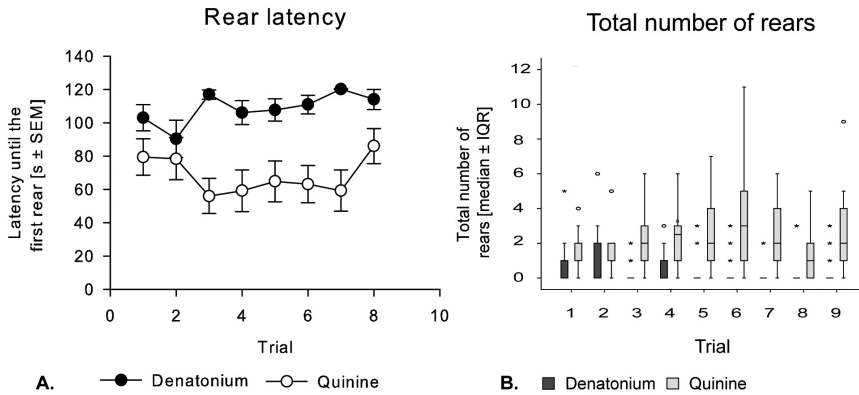 Rear latency
Latency until the
first rear [s ± SEM]
140
120
100
80
60
40
20
0
0 2 4 6 8 10
Trial
A. Denatonium Quinine
Total number of rears
Total number of
rears [median ± IQR]
12
10
8
6
4
2
0
1 2 3 4 5 6 7 8 9
Trial
B. Denatonium Quinine